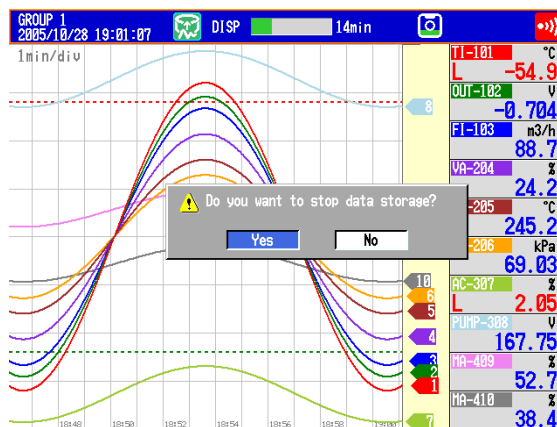 GROUP 1
2005/10/28 19:01:07
DISP
14min
1min/div
TI-101 °C
L -54.9
OUT-102 V
-0.704
FI-103 m3/h
88.7
VA-204 %
24.2
-205 °C
245.2
-206 kPa
69.03
AC-307 %
L 2.05
PUMP-308 V
167.75
MA-409 %
52.7
MA-410 %
38.4
Do you want to stop data storage?
Yes No
8
10
6
5
4
3
2
1
7
18:48 18:50 18:52 18:54 18:56 18:58 19:00